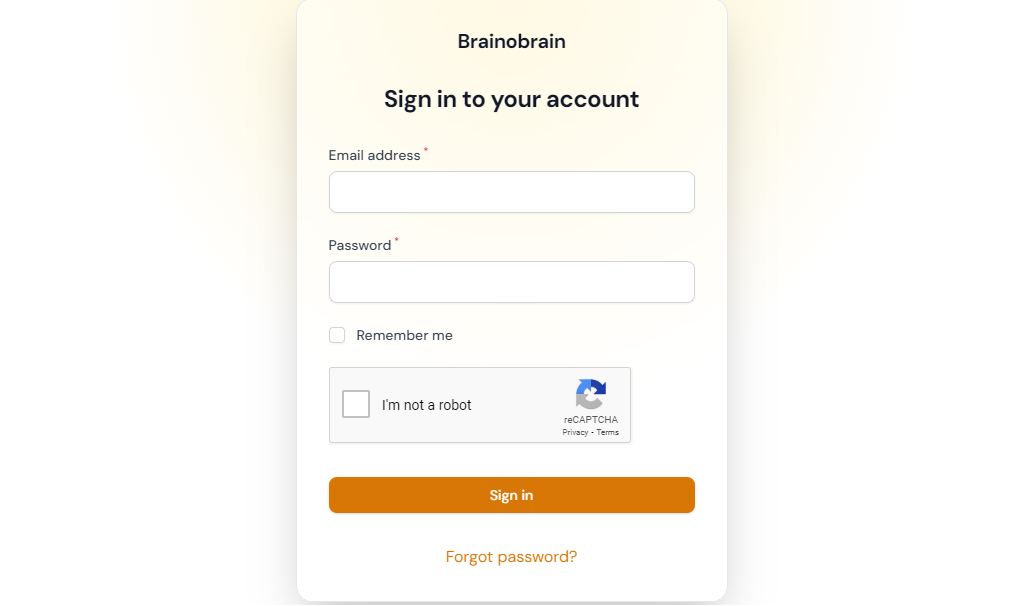 Brainobrain
Sign in to your account
Email address*
Password*
Remember me
I'm not a robot
reCAPTCHA
Privacy - Terms
Sign in
Forgot password?